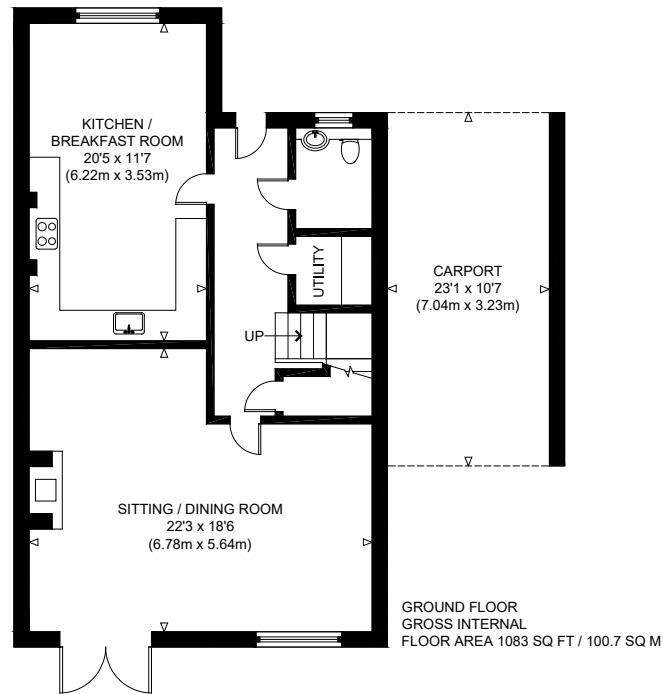 KITCHEN /
BREAKFAST ROOM
20'5 x 11'7
(6.22m x 3.53m)
UTILITY
CARPORT
23'1 x 10'7
(7.04m x 3.23m)
UP
SITTING / DINING ROOM
22'3 x 18'6
(6.78m x 5.64m)
GROUND FLOOR
GROSS INTERNAL
FLOOR AREA 1083 SQ FT / 100.7 SQ M